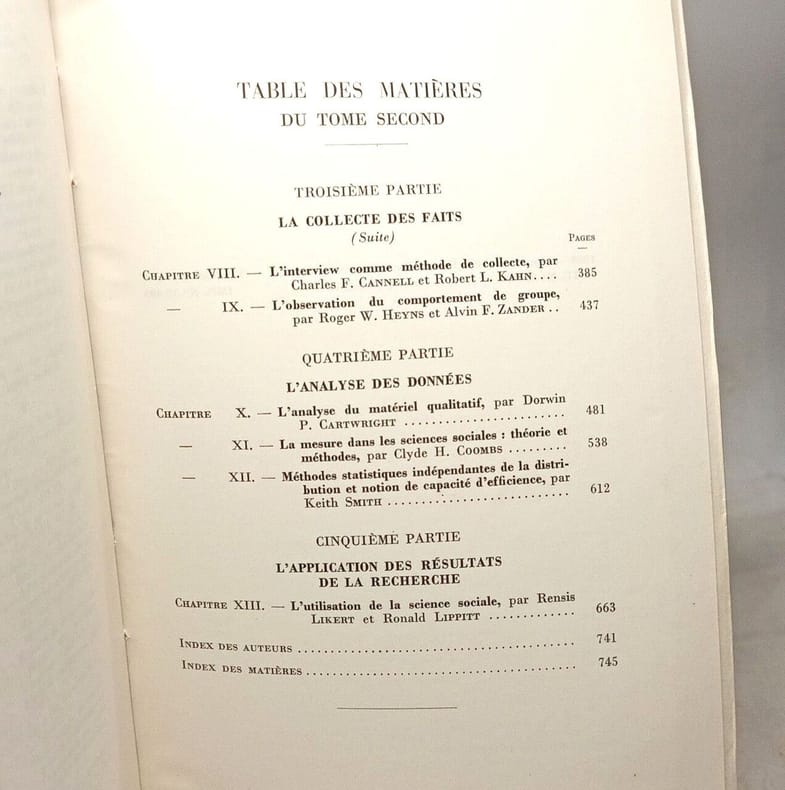 TABLE DES MATIÈRES
DU TOME SECOND
TROISIÈME PARTIE
LA COLLECTE DES FAITS
(Suite)
PAGES
CHAPITRE VIII. — L'interview comme méthode de collecte, par
Charles F. CANNELL et Robert L. KAHN.... 385
— IX. — L'observation du comportement de groupe,
par Roger W. HEYNS et Alvin F. ZANDER .. 437
QUATRIÈME PARTIE
L'ANALYSE DES DONNÉES
CHAPITRE X. — L'analyse du matériel qualitatif, par Dorwin
P. CARTWRIGHT ........................ 481
— XI. — La mesure dans les sciences sociales : théorie et
méthodes, par Clyde H. COOMBS ......... 538
— XII. — Méthodes statistiques indépendantes de la distri-
bution et notion de capacité d'efficience, par
Keith SMITH ........................... 612
CINQUIÈME PARTIE
L'APPLICATION DES RÉSULTATS
DE LA RECHERCHE
CHAPITRE XIII. — L'utilisation de la science sociale, par Rensis
LIKERT et Ronald LIPPITT ............ 663
INDEX DES AUTEURS ........................................ 741
INDEX DES MATIÈRES ....................................... 745